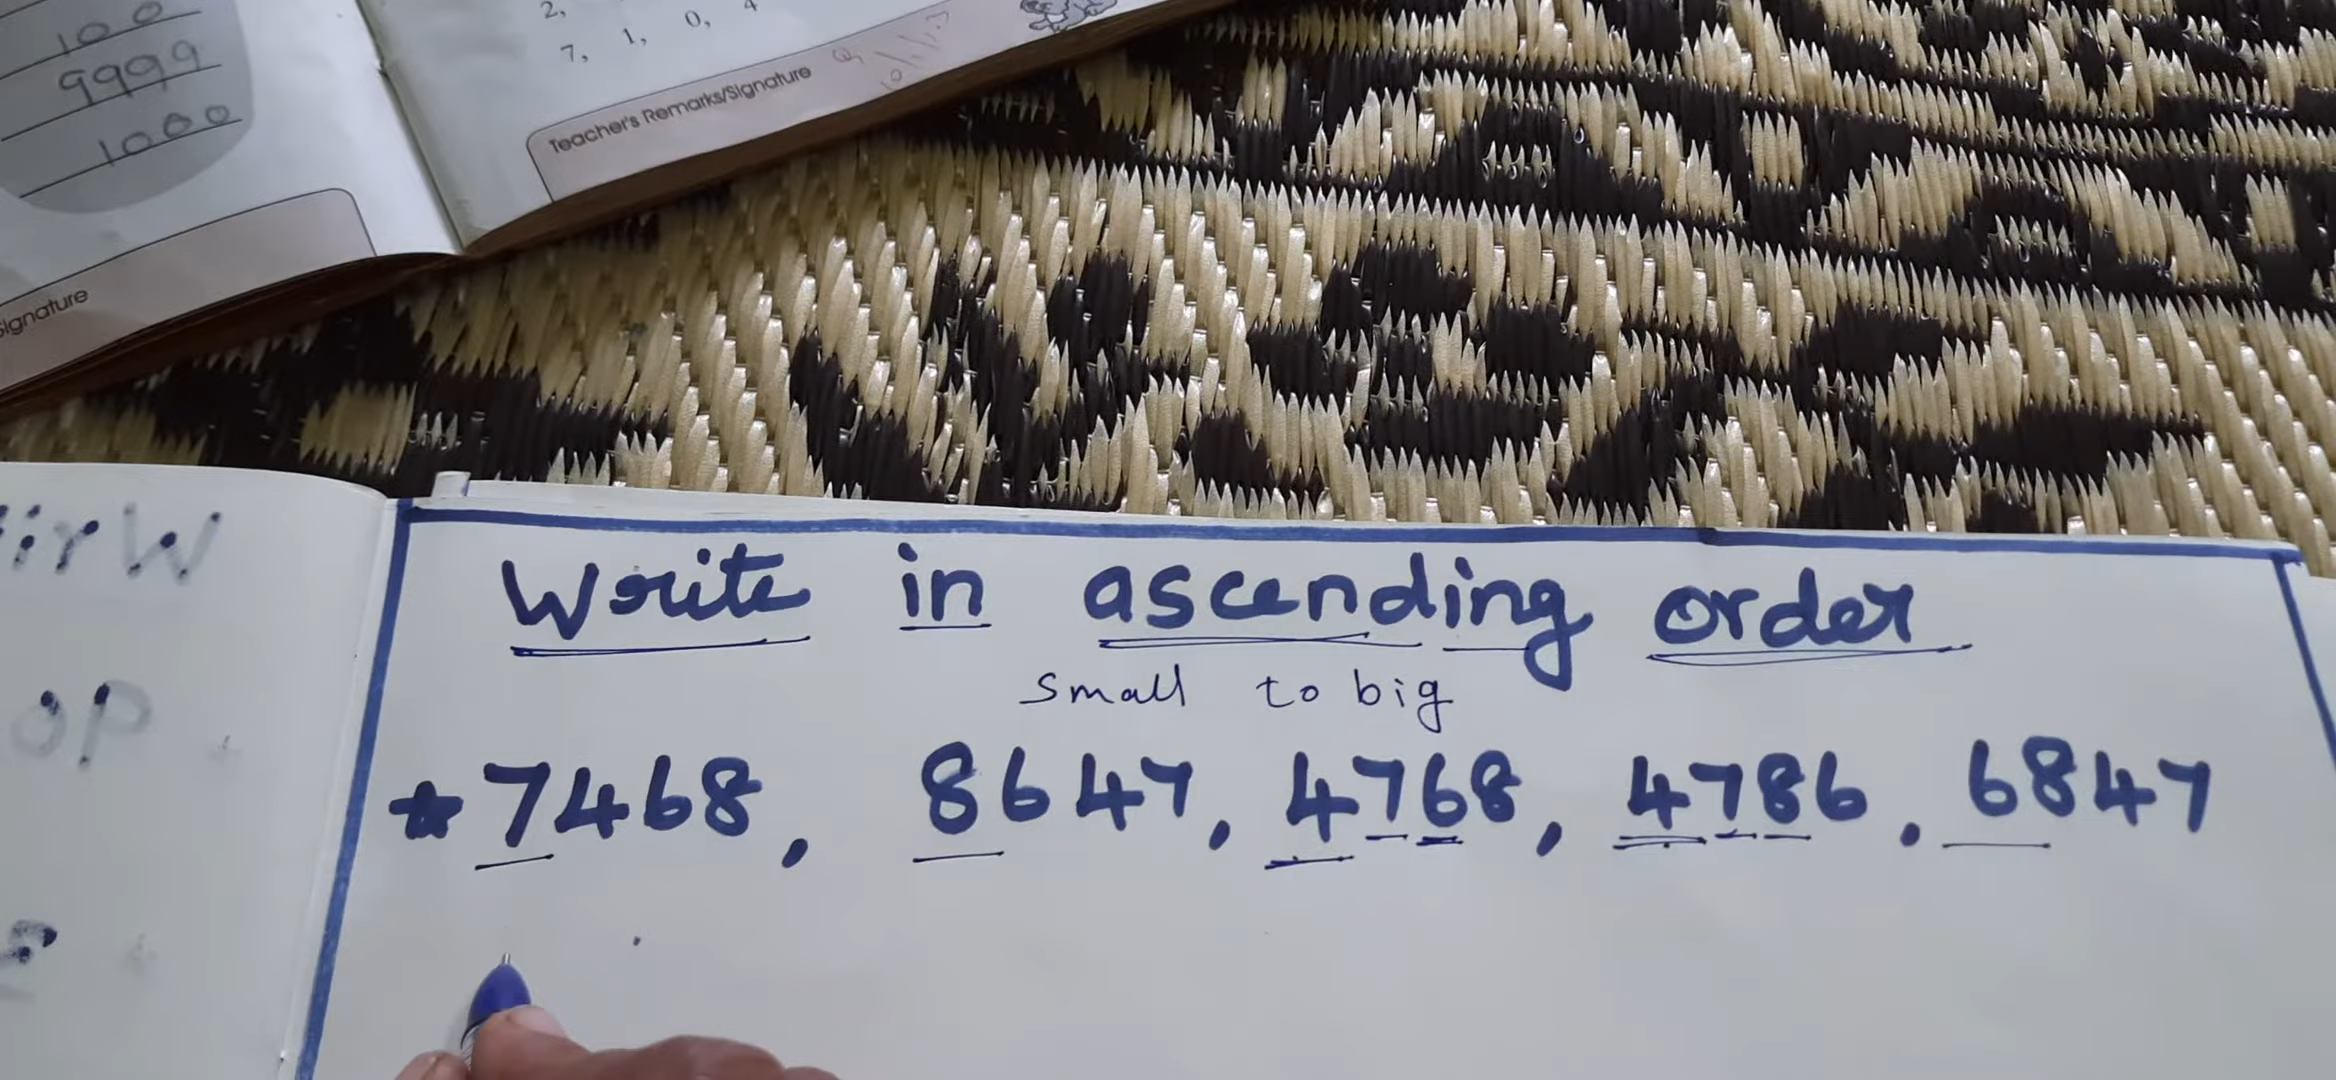 100
9999
1000
Signature
2,
7, 1, 0, 4
Teacher's Remarks/Signature
Write in ascending order
small to big
* 7468, 8647, 4768, 4786, 6847